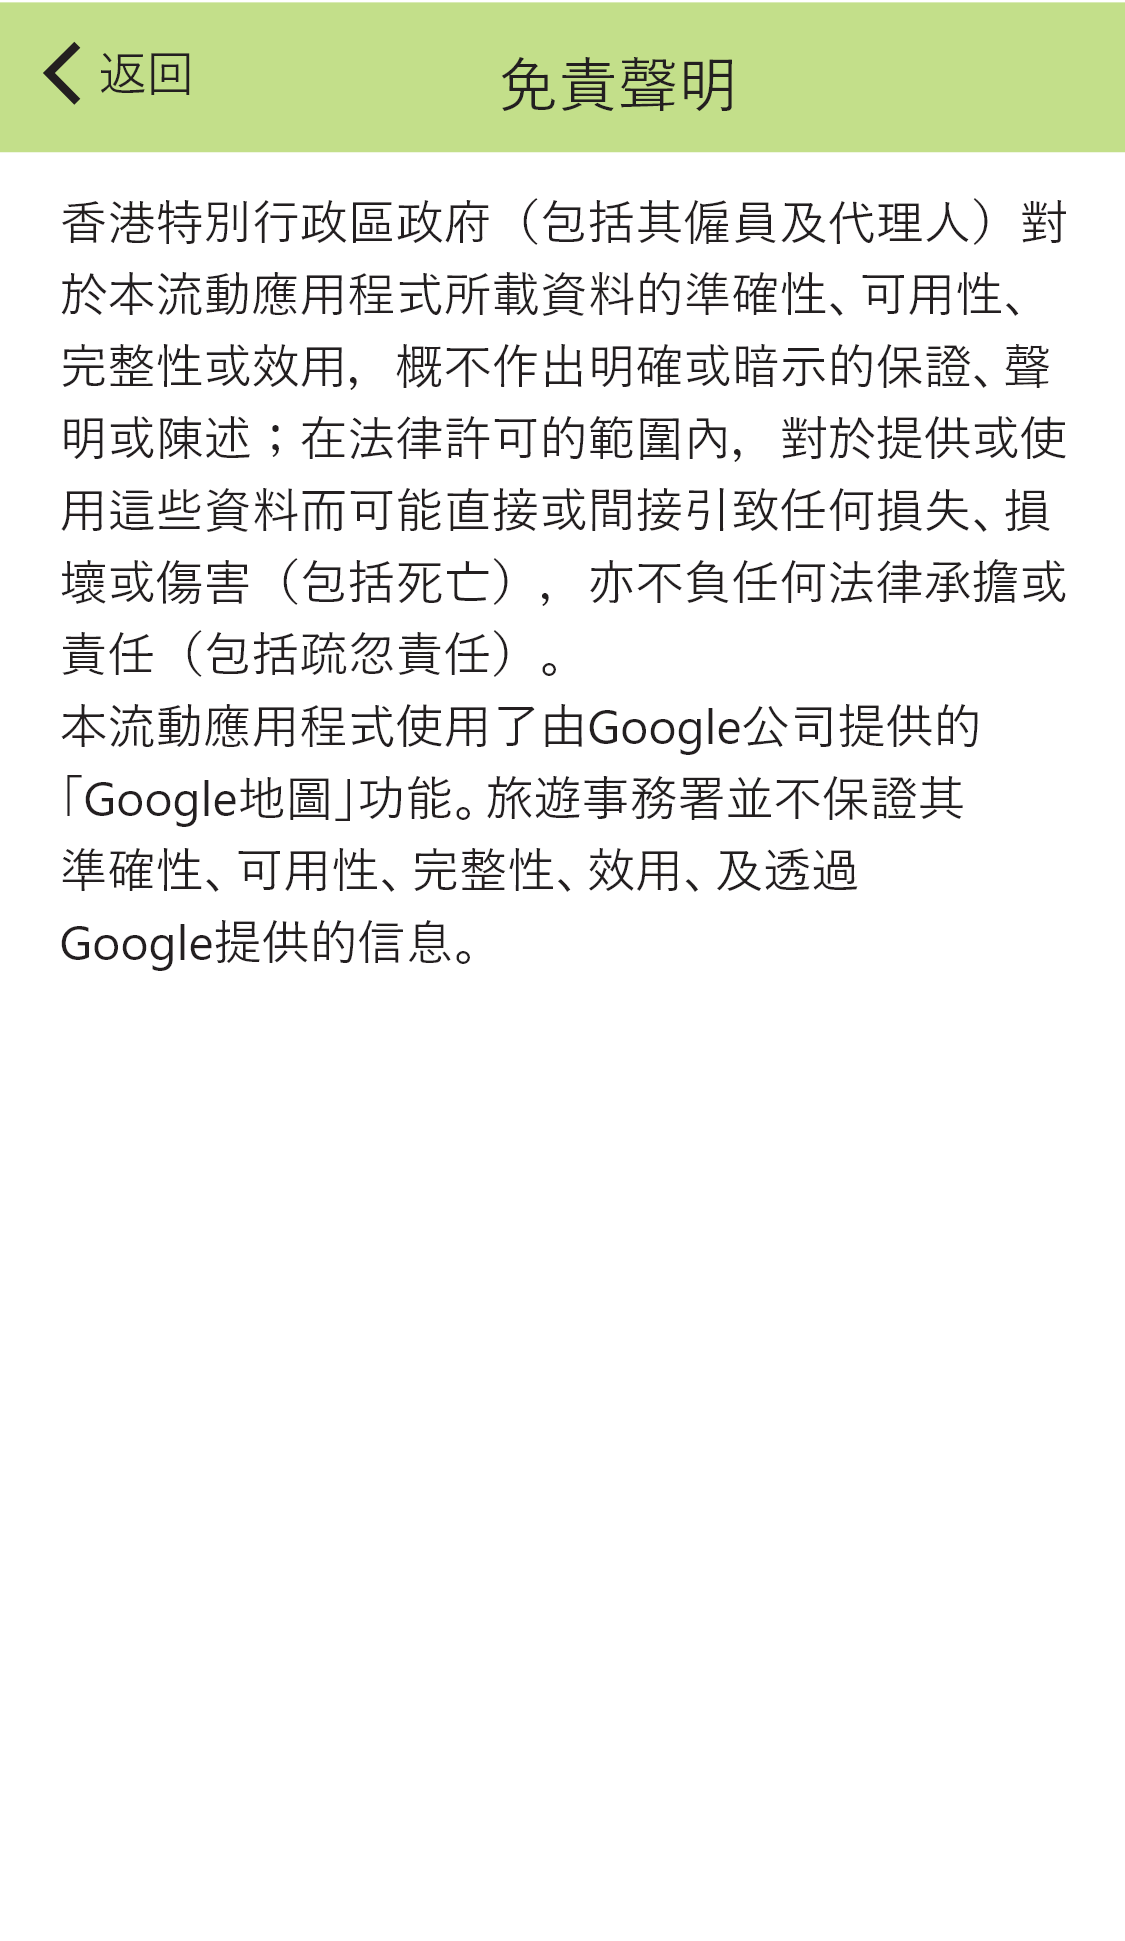 返回
免責聲明
香港特別行政區政府（包括其僱員及代理人）對
於本流動應用程式所載資料的準確性、可用性、
完整性或效用，概不作出明確或暗示的保證、聲
明或陳述；在法律許可的範圍內，對於提供或使
用這些資料而可能直接或間接引致任何損失、損
壞或傷害（包括死亡），亦不負任何法律承擔或
責任（包括疏忽責任）。
本流動應用程式使用了由Google公司提供的
「Google地圖」功能。旅遊事務署並不保證其
準確性、可用性、完整性、效用、及透過
Google提供的信息。